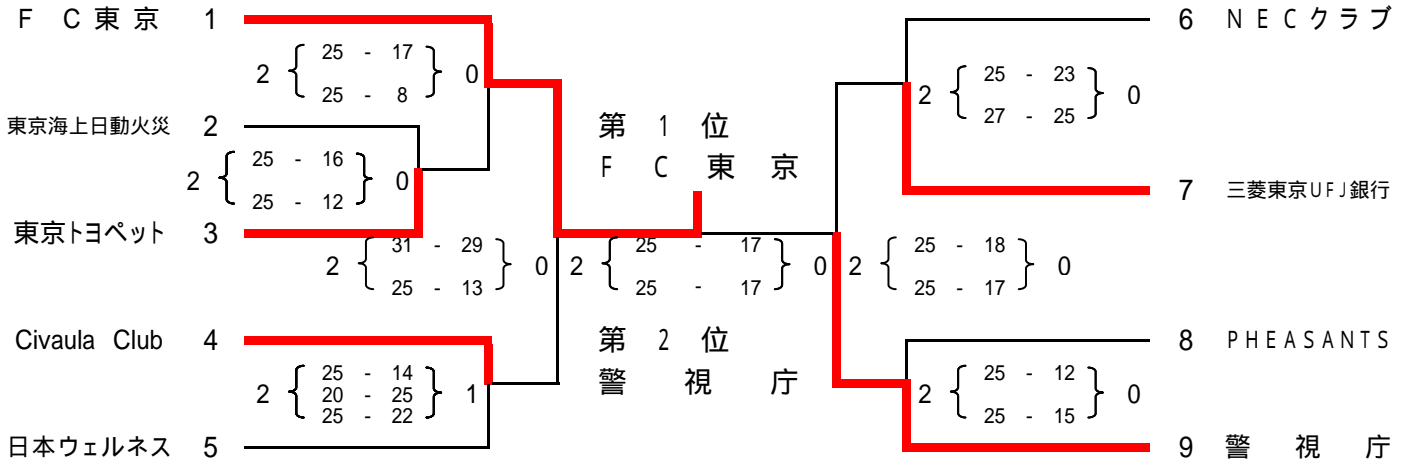 F C 東 京 1
2 { 25 - 17 } 0
25 - 8
東京海上日動火災 2
2 { 25 - 16 } 0
25 - 12
東京トヨペット 3
2 { 31 - 29 } 0
25 - 13
Civaula Club 4
2 { 25 - 14 } 1
20 - 25
25 - 22
日本ウェルネス 5
第 1 位
F C 東 京
2 { 25 - 17 } 0
25 - 17
第 2 位
警 視 庁
6 N E C ク ラ ブ
2 { 25 - 23 } 0
27 - 25
7 三菱東京UFJ銀行
2 { 25 - 18 } 0
25 - 17
8 PHEASANTS
2 { 25 - 12 } 0
25 - 15
9 警 視 庁